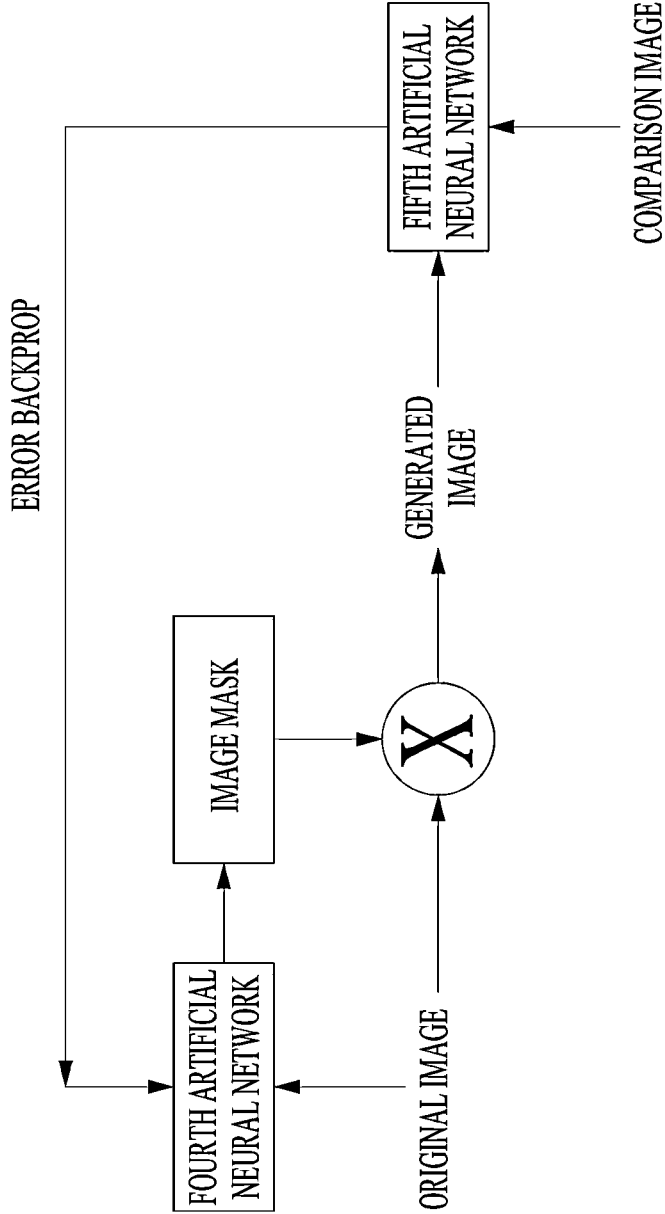 ERROR BACKPROP
FOURTH ARTIFICIAL
NEURAL NETWORK
IMAGE MASK
ORIGINAL IMAGE
X
GENERATED
IMAGE
FIFTH ARTIFICIAL
NEURAL NETWORK
COMPARISON IMAGE